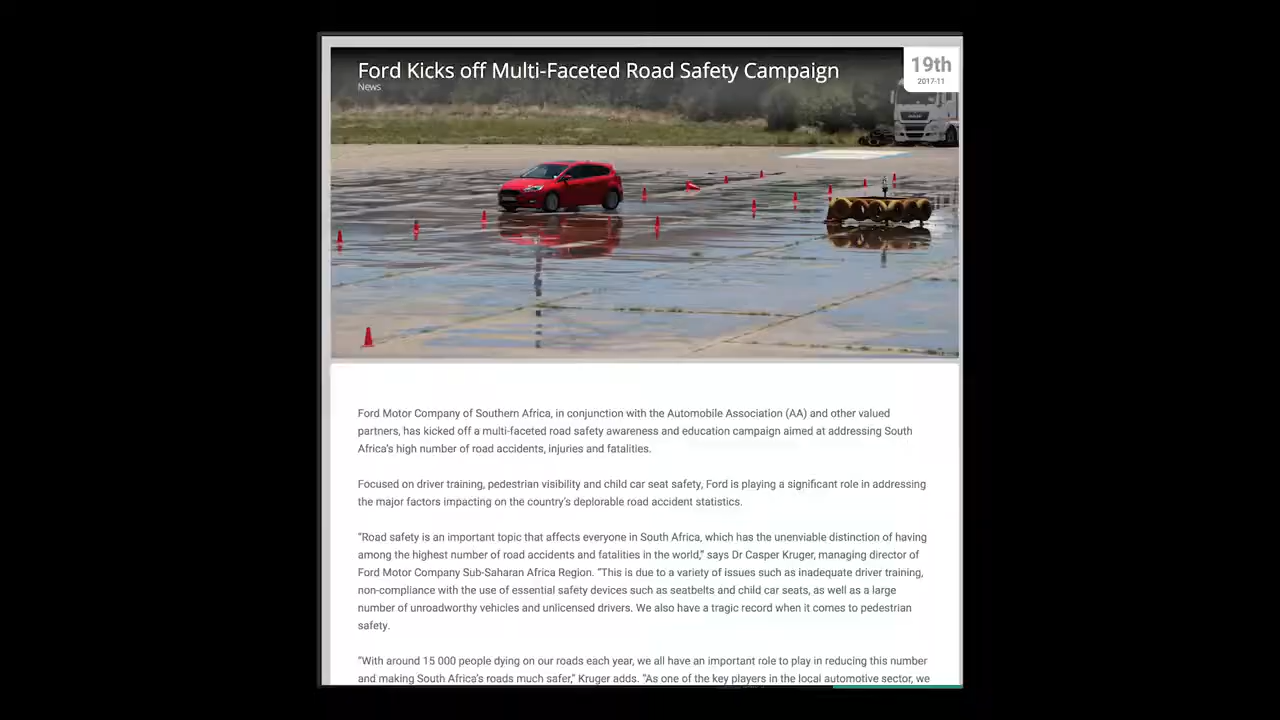 Ford Kicks off Multi-Faceted Road Safety Campaign
News
19th
2017-11
Ford Motor Company of Southern Africa, in conjunction with the Automobile Association (AA) and other valued
partners, has kicked off a multi-faceted road safety awareness and education campaign aimed at addressing South
Africa's high number of road accidents, injuries and fatalities.
Focused on driver training, pedestrian visibility and child car seat safety, Ford is playing a significant role in addressing
the major factors impacting on the country's deplorable road accident statistics.
“Road safety is an important topic that affects everyone in South Africa, which has the unenviable distinction of having
among the highest number of road accidents and fatalities in the world,” says Dr Casper Kruger, managing director of
Ford Motor Company Sub-Saharan Africa Region. “This is due to a variety of issues such as inadequate driver training,
non-compliance with the use of essential safety devices such as seatbelts and child car seats, as well as a large
number of unroadworthy vehicles and unlicensed drivers. We also have a tragic record when it comes to pedestrian
safety.
“With around 15 000 people dying on our roads each year, we all have an important role to play in reducing this number
and making South Africa's roads much safer,” Kruger adds. “As one of the key players in the local automotive sector, we